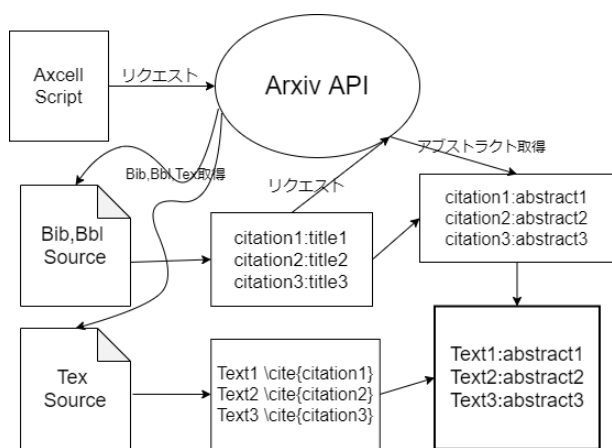 Axcell
Script
リクエスト
Arxiv API
Bib,Bbl,Tex取得
リクエスト
アブストラクト取得
Bib,Bbl
Source
citation1:title1
citation2:title2
citation3:title3
citation1:abstract1
citation2:abstract2
citation3:abstract3
Tex
Source
Text1 \cite{citation1}
Text2 \cite{citation2}
Text3 \cite{citation3}
Text1:abstract1
Text2:abstract2
Text3:abstract3